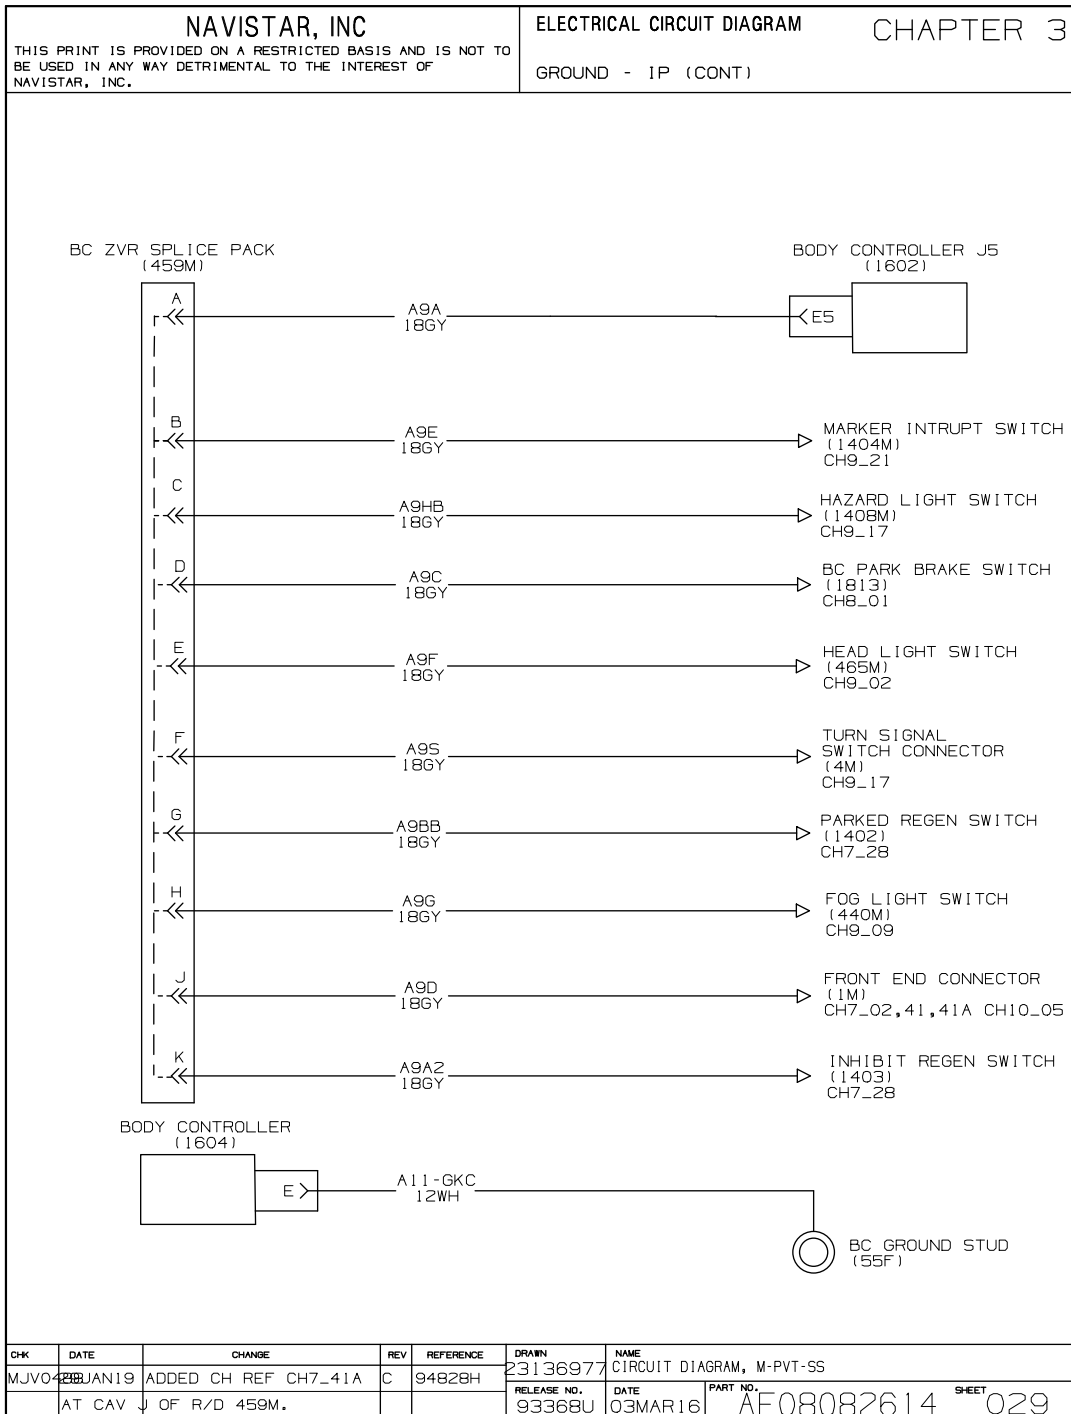 NAVISTAR, INC
THIS PRINT IS PROVIDED ON A RESTRICTED BASIS AND IS NOT TO
BE USED IN ANY WAY DETRIMENTAL TO THE INTEREST OF
NAVISTAR, INC.
ELECTRICAL CIRCUIT DIAGRAM
CHAPTER 3
GROUND - IP (CONT)
BC ZVR SPLICE PACK
(459M)
BODY CONTROLLER J5
(1602)
A
A9A
18GY
E5
B
A9E
18GY
MARKER INTRUPT SWITCH
(1404M)
CH9_21
C
A9HB
18GY
HAZARD LIGHT SWITCH
(1408M)
CH9_17
D
A9C
18GY
BC PARK BRAKE SWITCH
(1813)
CH8_01
E
A9F
18GY
HEAD LIGHT SWITCH
(465M)
CH9_02
F
A9S
18GY
TURN SIGNAL
SWITCH CONNECTOR
(4M)
CH9_17
G
A9BB
18GY
PARKED REGEN SWITCH
(1402)
CH7_28
H
A9G
18GY
FOG LIGHT SWITCH
(440M)
CH9_09
J
A9D
18GY
FRONT END CONNECTOR
(1M)
CH7_02,41,41A CH10_05
K
A9A2
18GY
INHIBIT REGEN SWITCH
(1403)
CH7_28
BODY CONTROLLER
(1604)
E
A11-GKC
12WH
BC GROUND STUD
(55F)
CHK DATE CHANGE REV REFERENCE
ADDED CH REF CH7_41A C 94828H
AT CAV J OF R/D 459M.
DRAWN
23136977
NAME
CIRCUIT DIAGRAM, M-PVT-SS
RELEASE NO.
93368U
DATE
03MAR16
PART NO.
AF08082614
SHEET
029